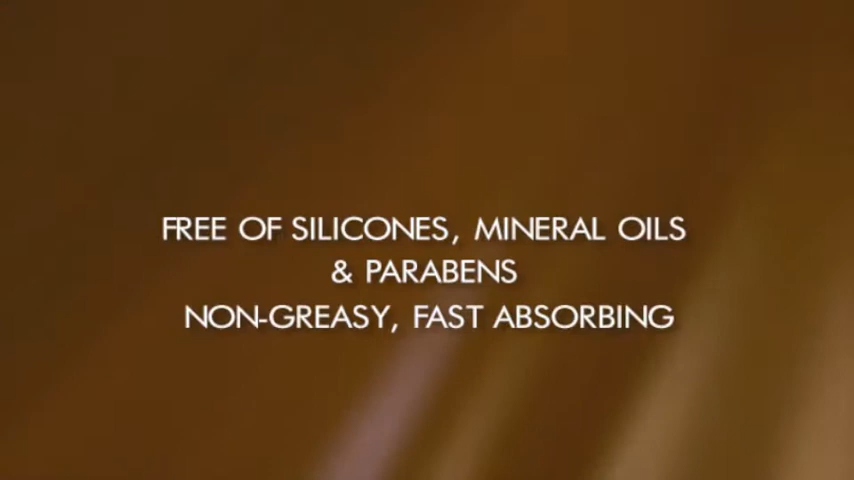 FREE OF SILICONES, MINERAL OILS
& PARABENS
NON-GREASY, FAST ABSORBING